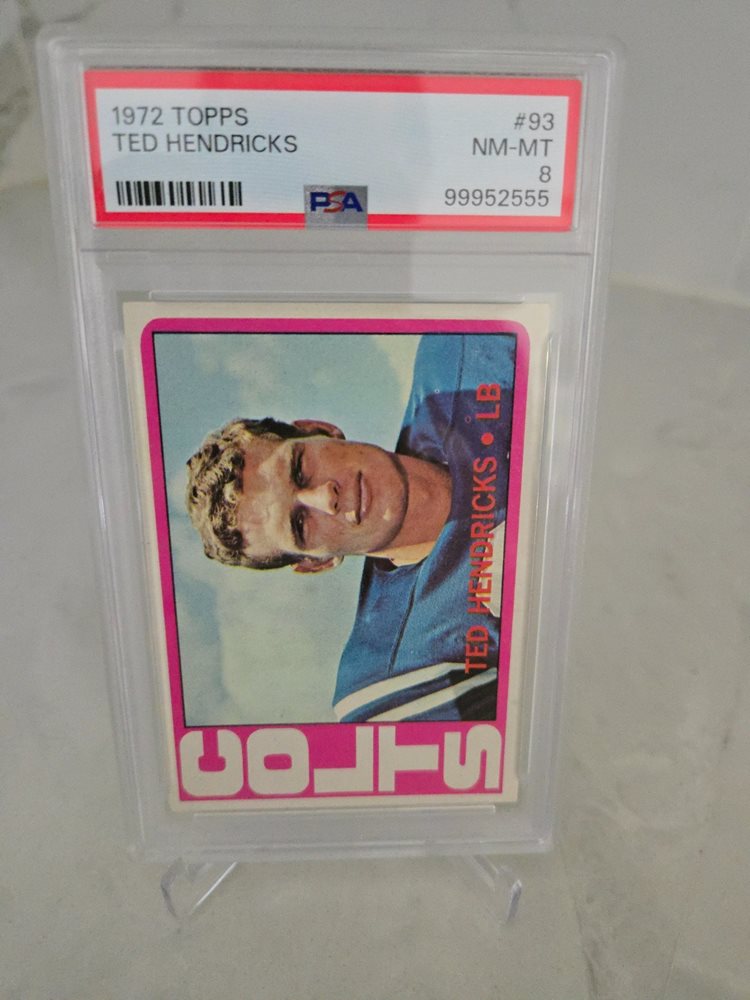 1972 TOPPS
TED HENDRICKS
#93
NM-MT
8
99952555
PSA
TED HENDRICKS • LB
COLTS